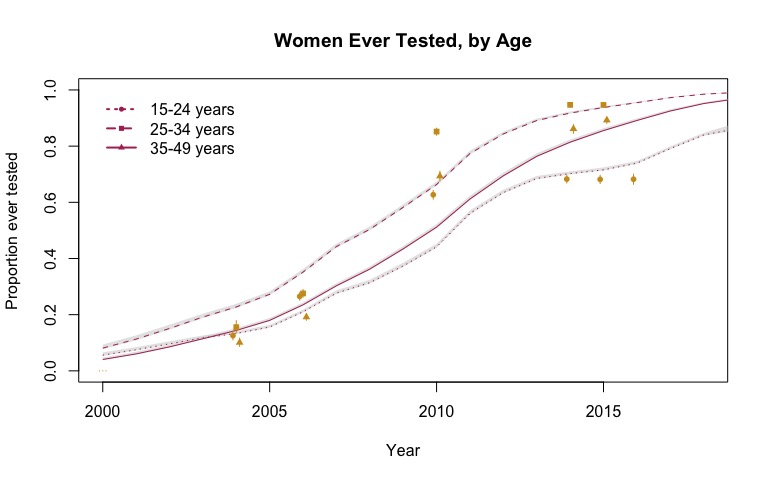 Women Ever Tested, by Age
15-24 years
25-34 years
35-49 years
Proportion ever tested
1.0
0.8
0.6
0.4
0.2
0.0
2000 2005 2010 2015
Year